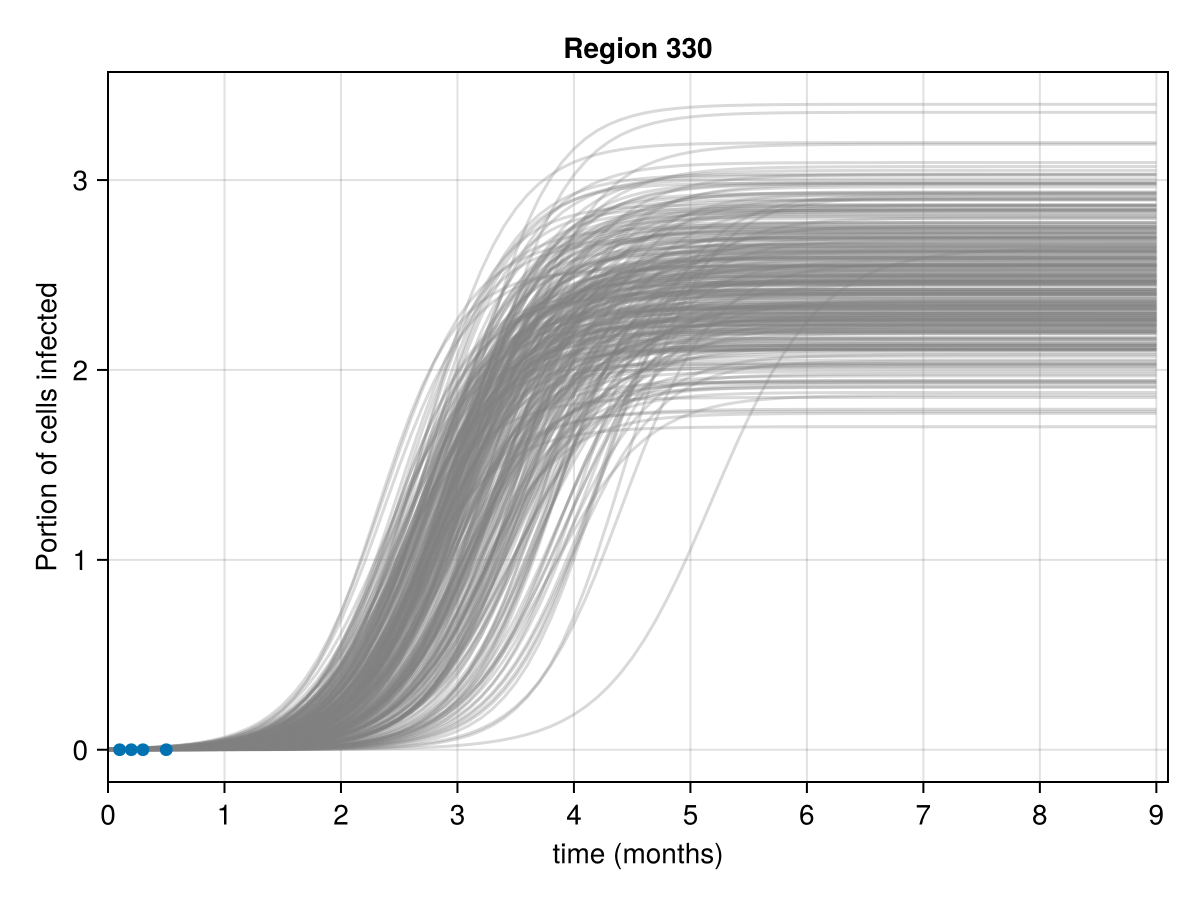 Region 330
Portion of cells infected
3
2
1
0
0 1 2 3 4 5 6 7 8 9
time (months)